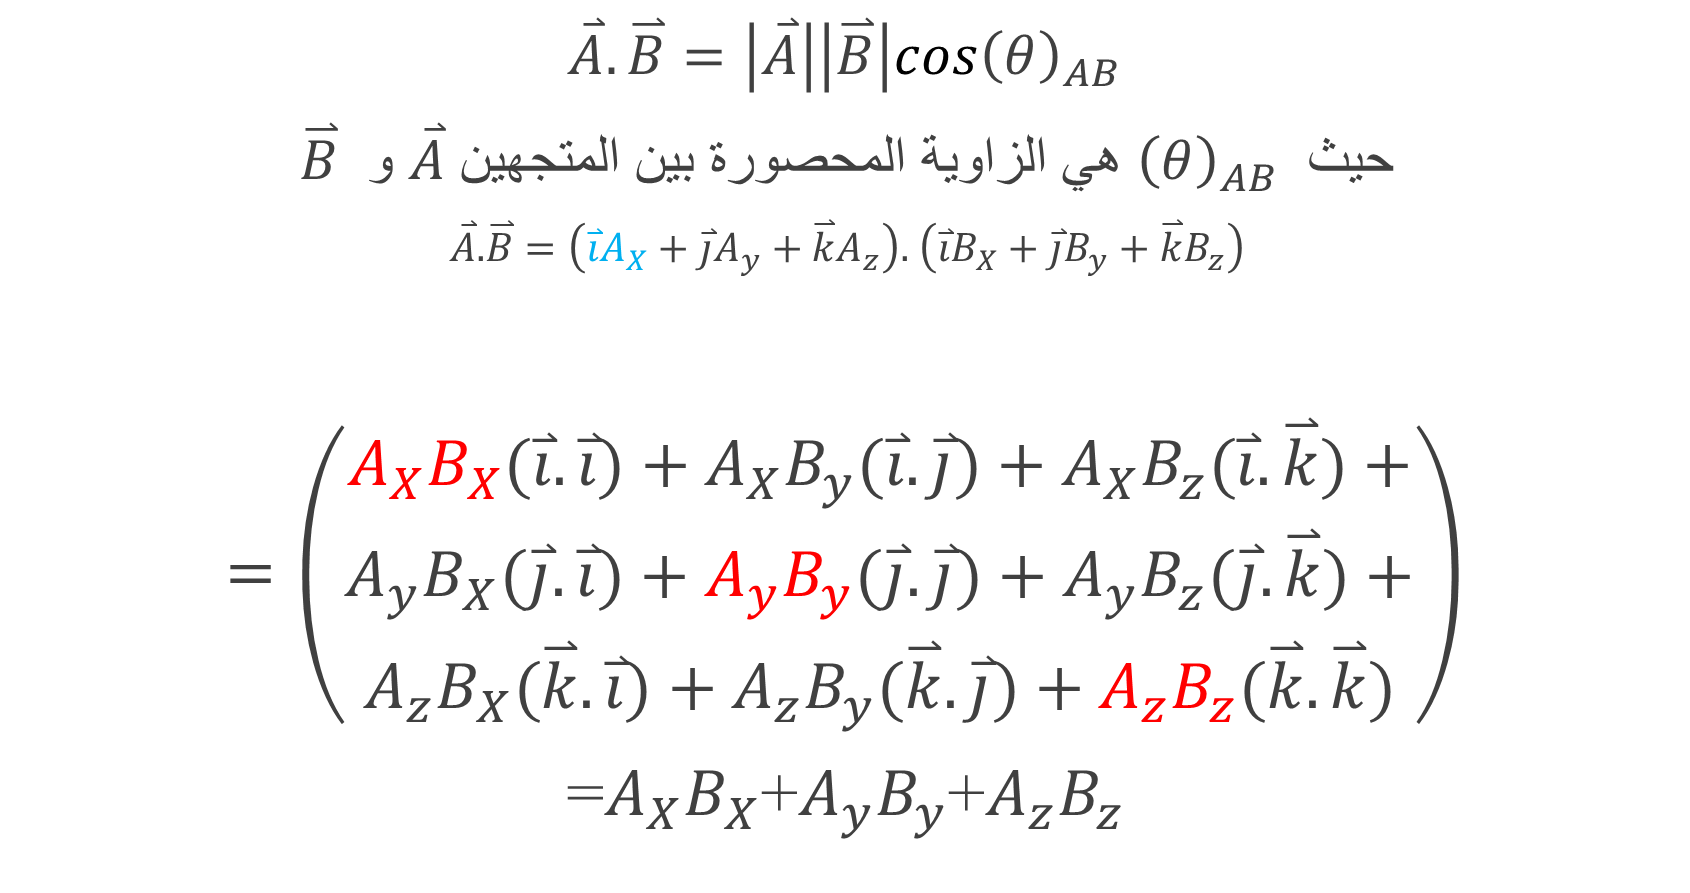 A⃗.B⃗ = |A⃗||B⃗|cos(θ)_AB
حيث (θ)_AB هي الزاوية المحصورة بين المتجهين A⃗ و B⃗
A⃗.B⃗ = (ı⃗A_X + ȷ⃗A_y + k⃗A_z).(ı⃗B_X + ȷ⃗B_y + k⃗B_z)
A_XB_X(ı⃗.ı⃗) + A_XB_y(ı⃗.ȷ⃗) + A_XB_z(ı⃗.k⃗) +
= (A_yB_X(ȷ⃗.ı⃗) + A_yB_y(ȷ⃗.ȷ⃗) + A_yB_z(ȷ⃗.k⃗) +
A_zB_X(k⃗.ı⃗) + A_zB_y(k⃗.ȷ⃗) + A_zB_z(k⃗.k⃗))
=A_XB_X+A_yB_y+A_zB_z